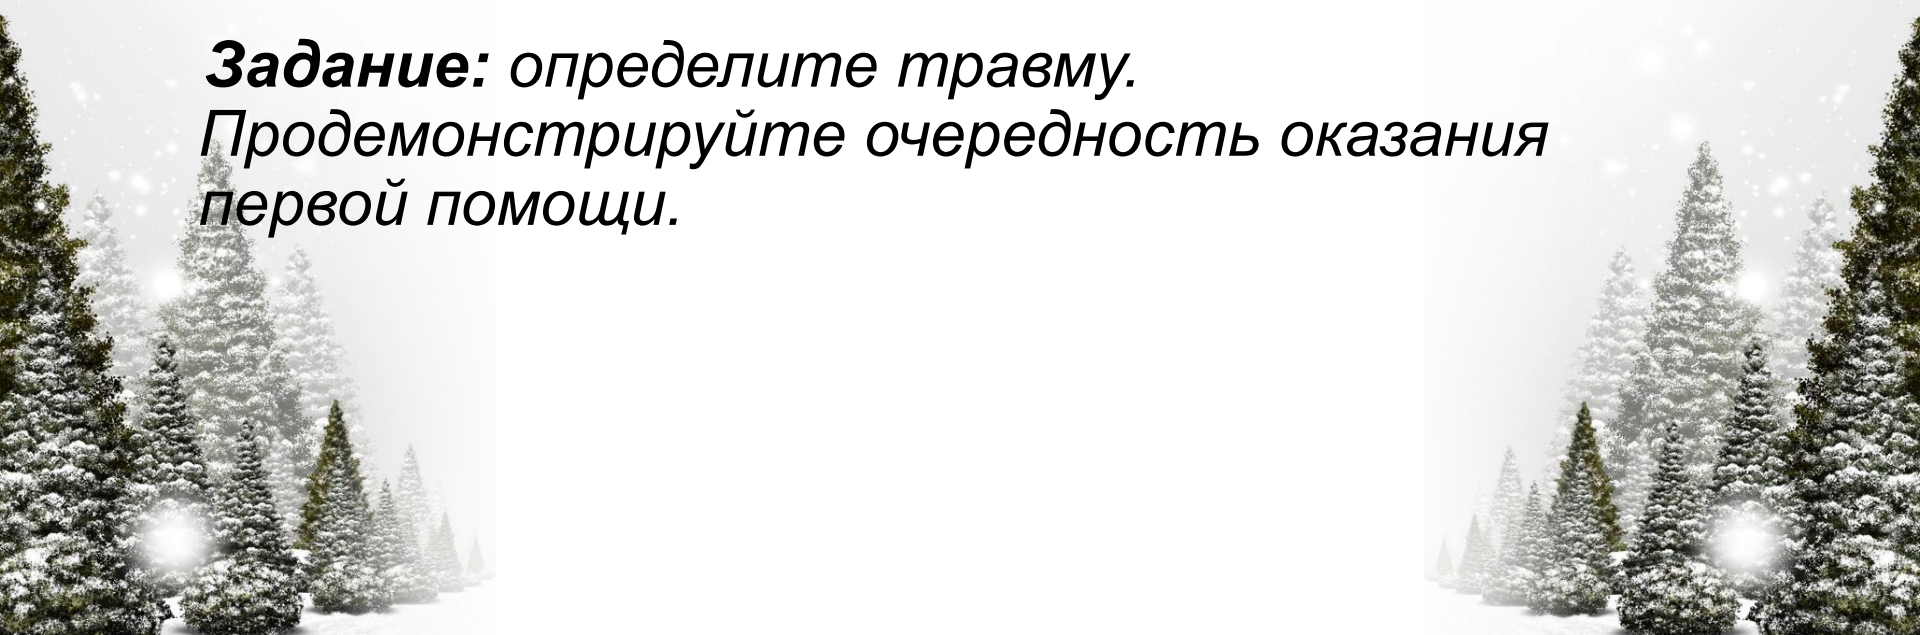 Задание: определите травму.
Продемонстрируйте очередность оказания
первой помощи.